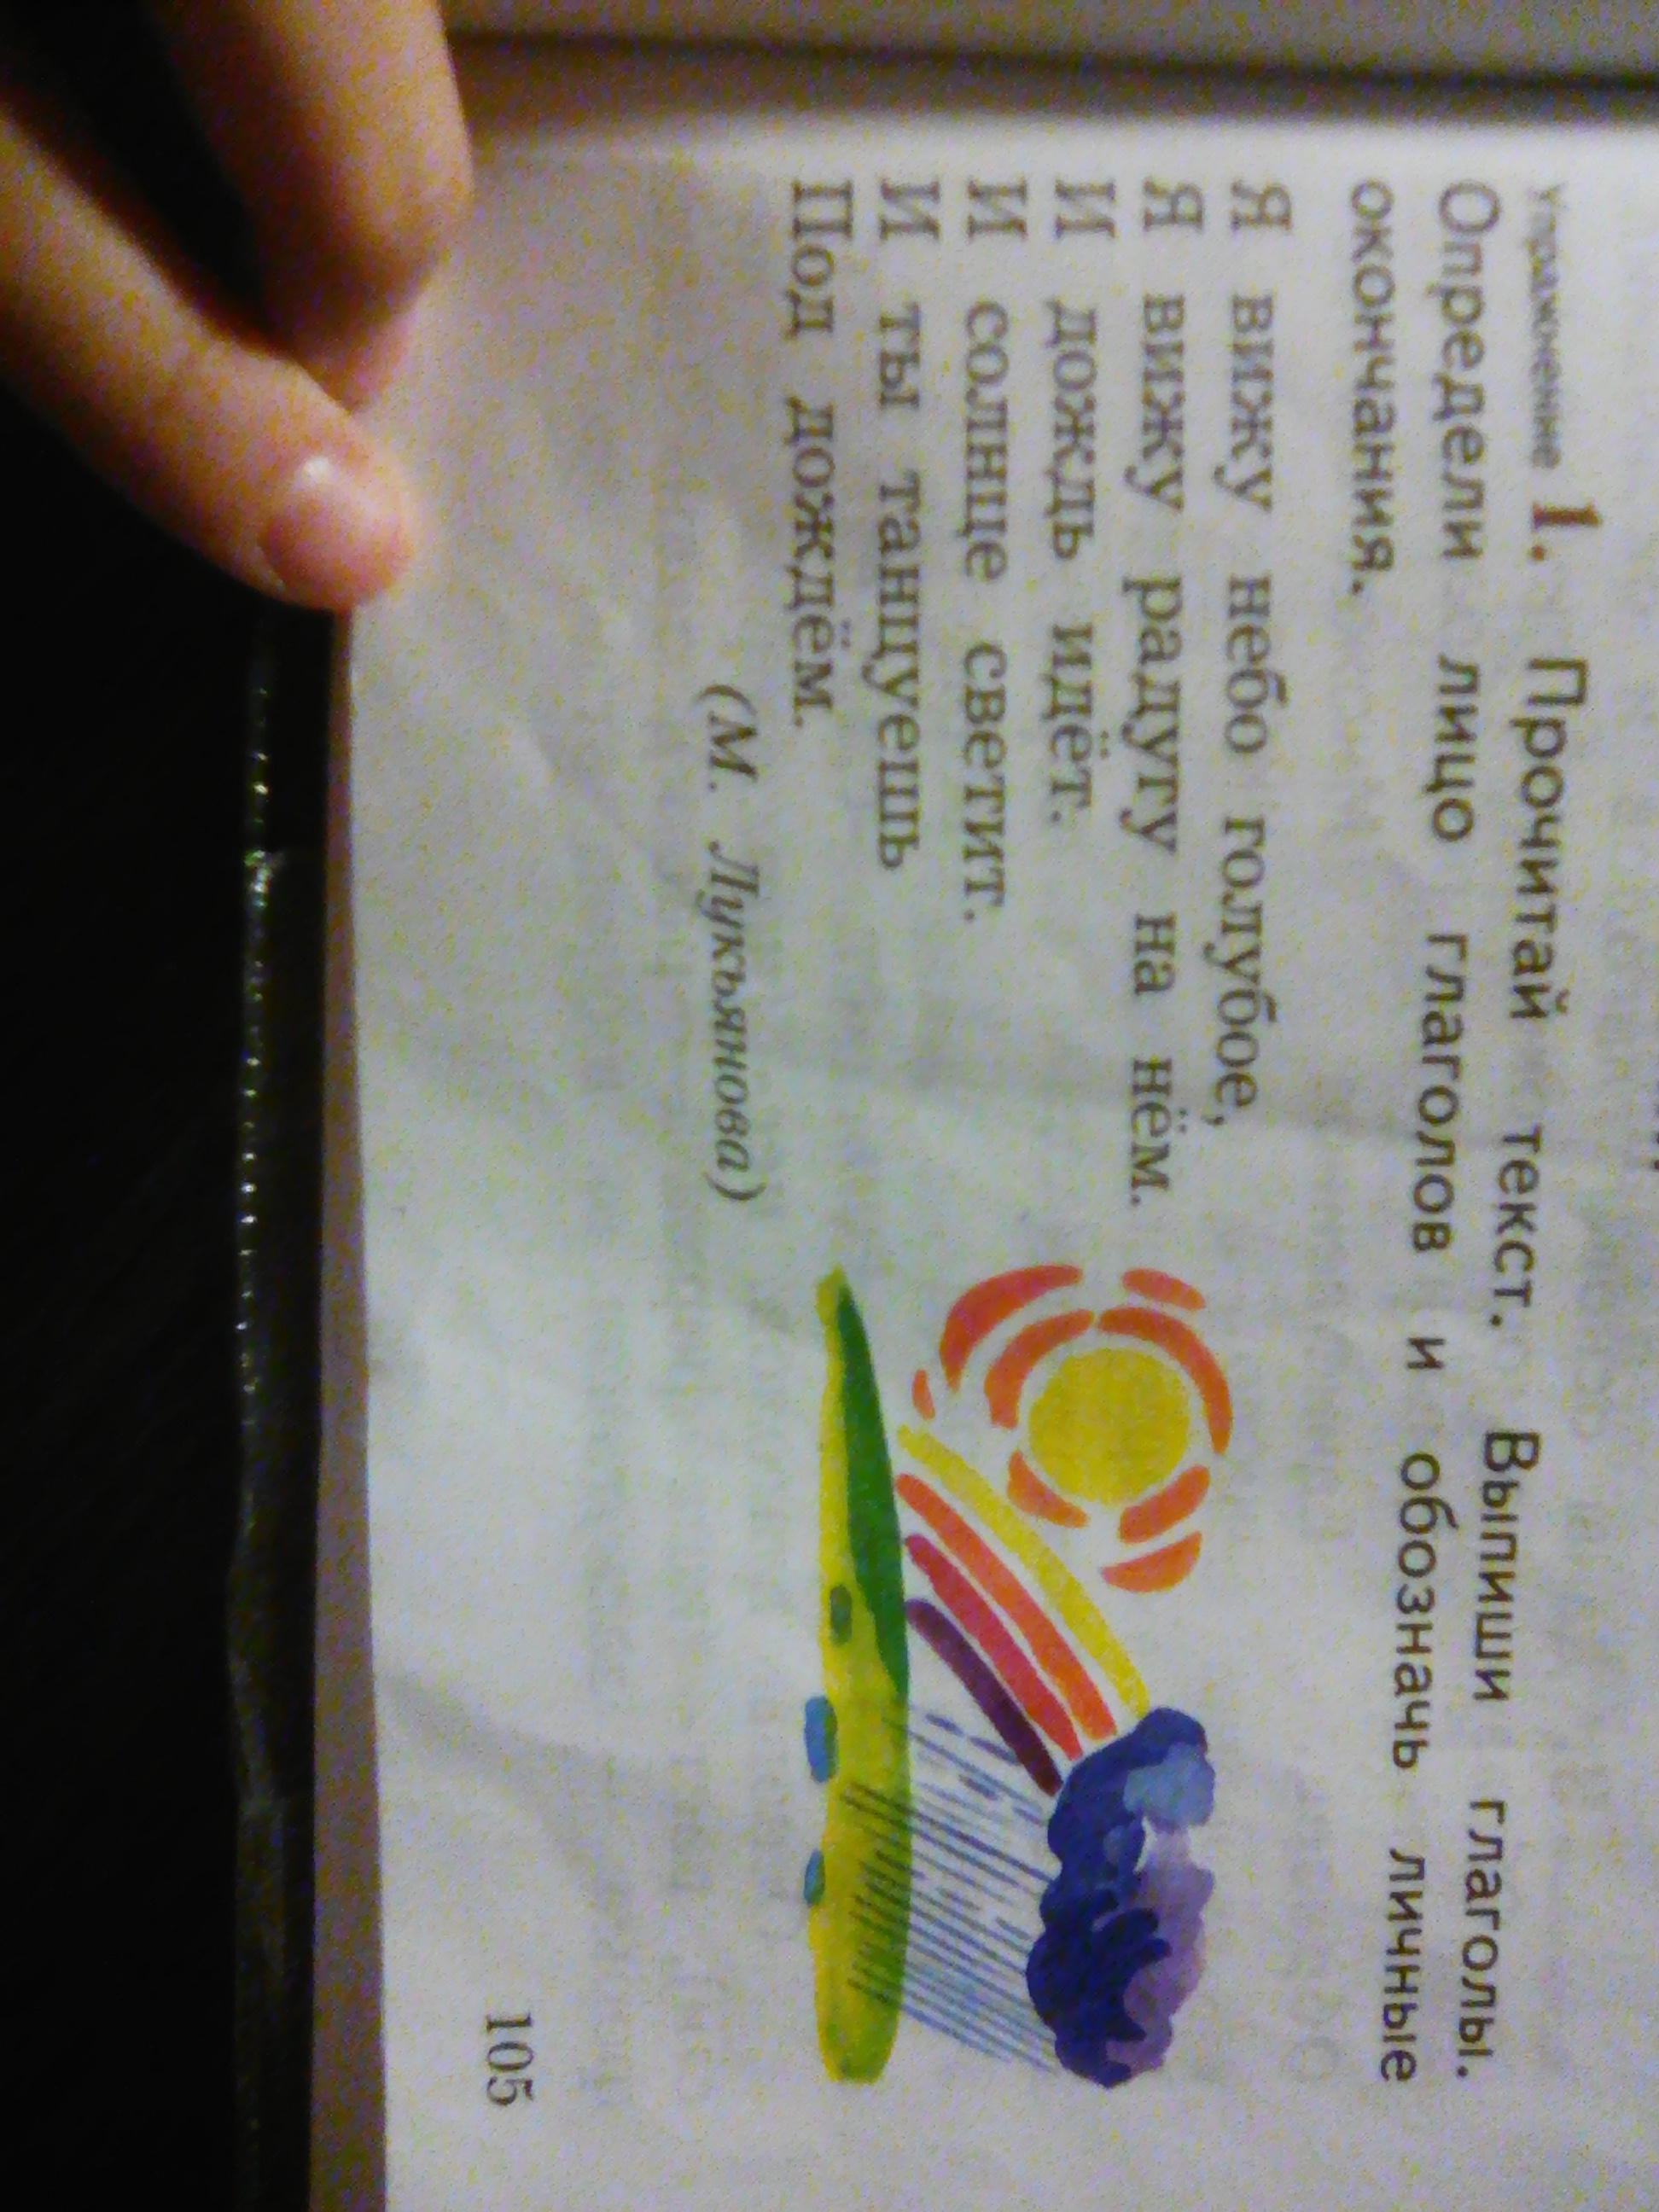 Упражнение 1. Прочитай текст. Выпиши глаголы.
Определи лицо глаголов и обозначь личные
окончания.
Я вижу небо голубое,
Я вижу радугу на нём.
И дождь идёт.
И солнце светит.
И ты танцуешь
Под дождём.
(М. Лукьянова)
105